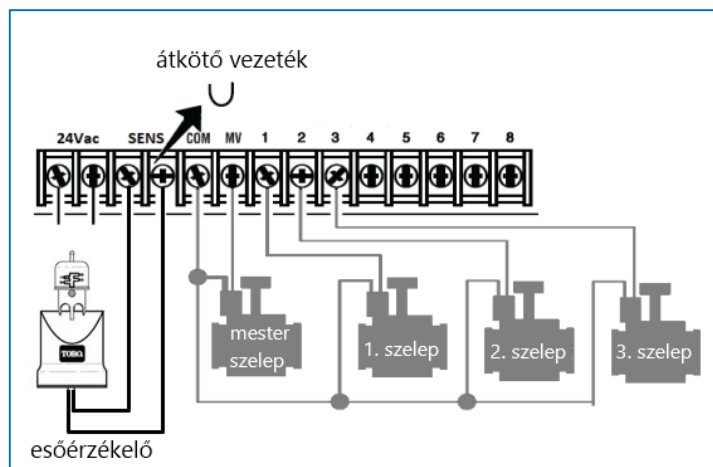 átkötő vezeték
24Vac SENS COM MV 1 2 3 4 5 6 7 8
mester
szelep
1. szelep
2. szelep
3. szelep
TORO
esőérzékelő